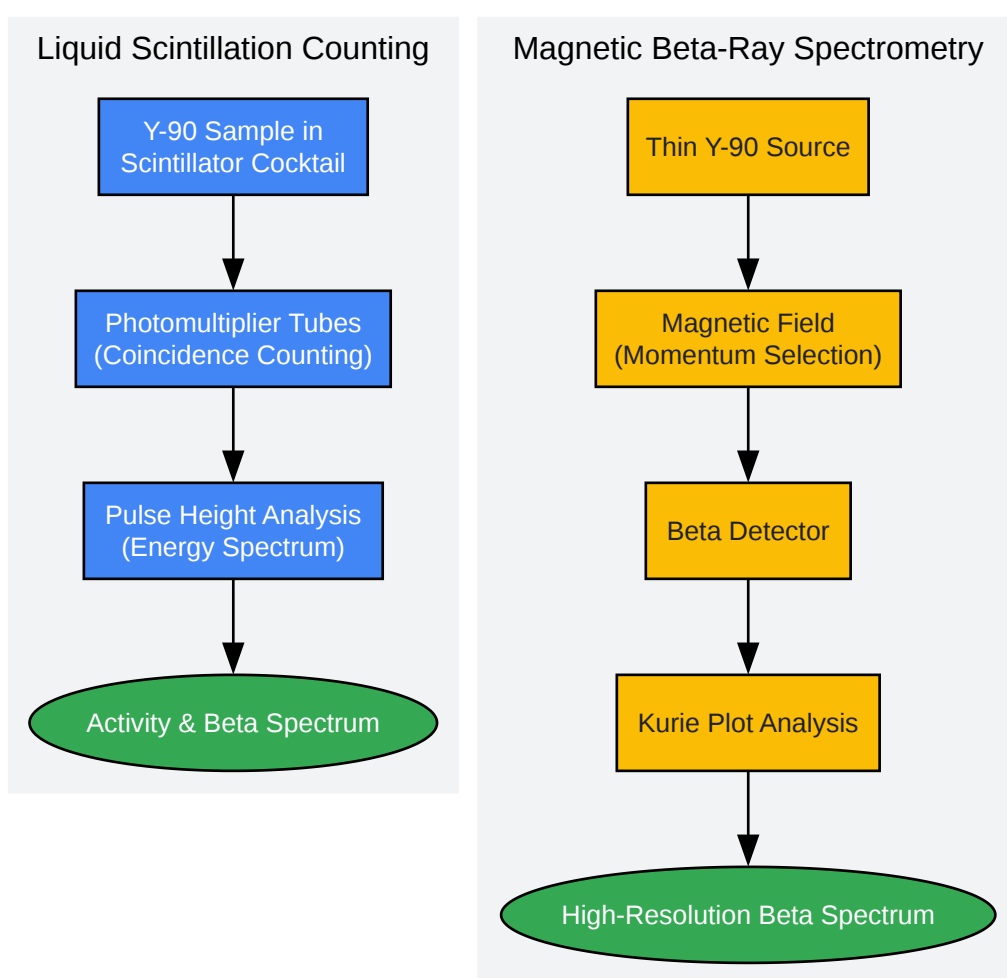 Liquid Scintillation Counting
Y-90 Sample in
Scintillator Cocktail
Photomultiplier Tubes
(Coincidence Counting)
Pulse Height Analysis
(Energy Spectrum)
Activity & Beta Spectrum
Magnetic Beta-Ray Spectrometry
Thin Y-90 Source
Magnetic Field
(Momentum Selection)
Beta Detector
Kurie Plot Analysis
High-Resolution Beta Spectrum